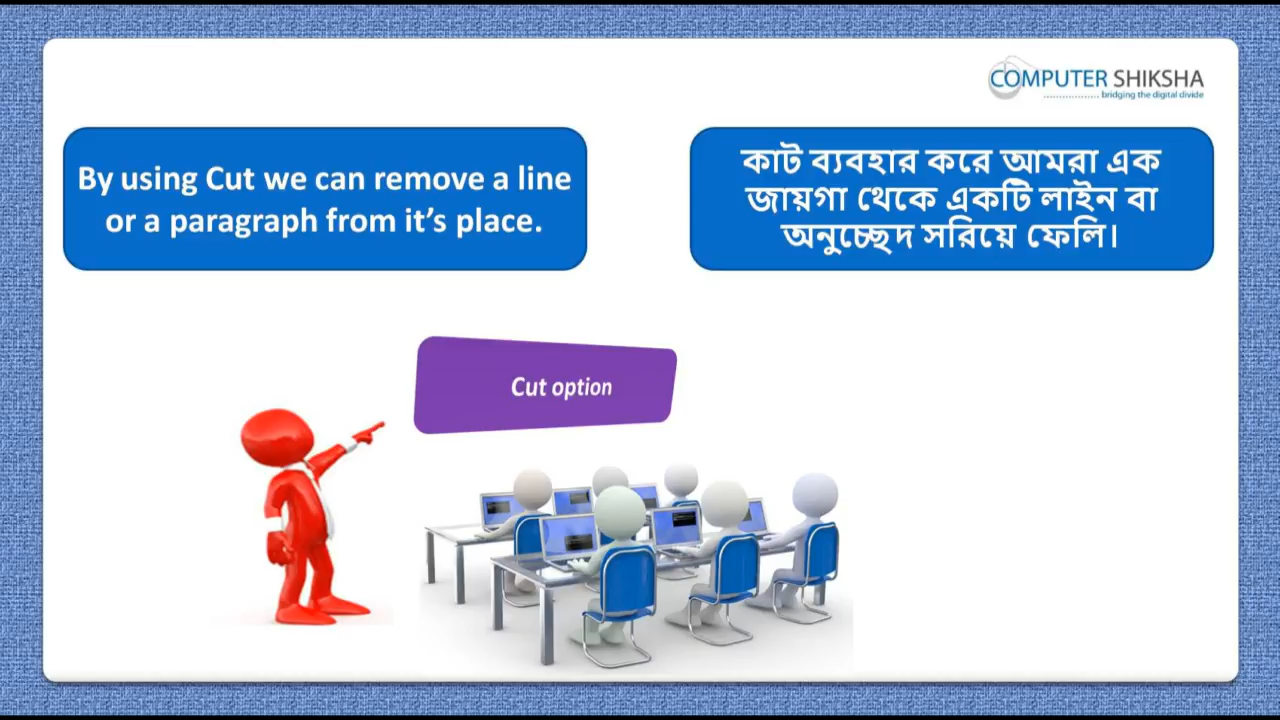 COMPUTER SHIKSHA
bridging the digital divide
By using Cut we can remove a line
or a paragraph from it's place.
কাট ব্যবহার করে আমরা এক
জায়গা থেকে একটি লাইন বা
অনুচ্ছেদ সরিয়ে ফেলি।
Cut option